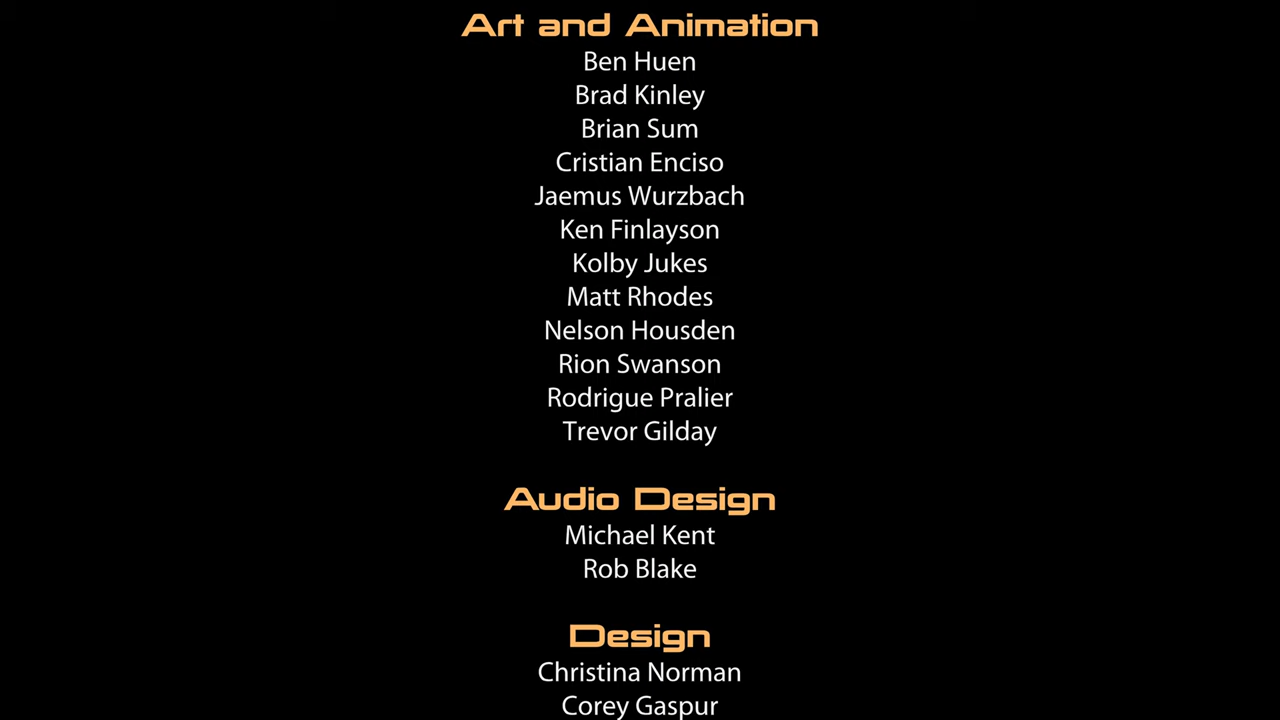 Art and Animation
Ben Huen
Brad Kinley
Brian Sum
Cristian Enciso
Jaemus Wurzbach
Ken Finlayson
Kolby Jukes
Matt Rhodes
Nelson Housden
Rion Swanson
Rodrigue Pralier
Trevor Gilday
Audio Design
Michael Kent
Rob Blake
Design
Christina Norman
Corey Gaspur